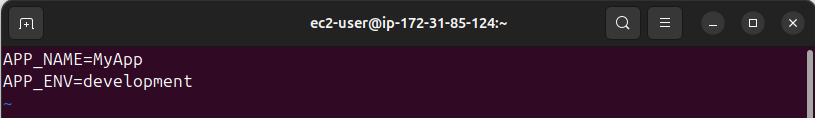 ec2-user@ip-172-31-85-124:~
APP_NAME=MyApp
APP_ENV=development
~